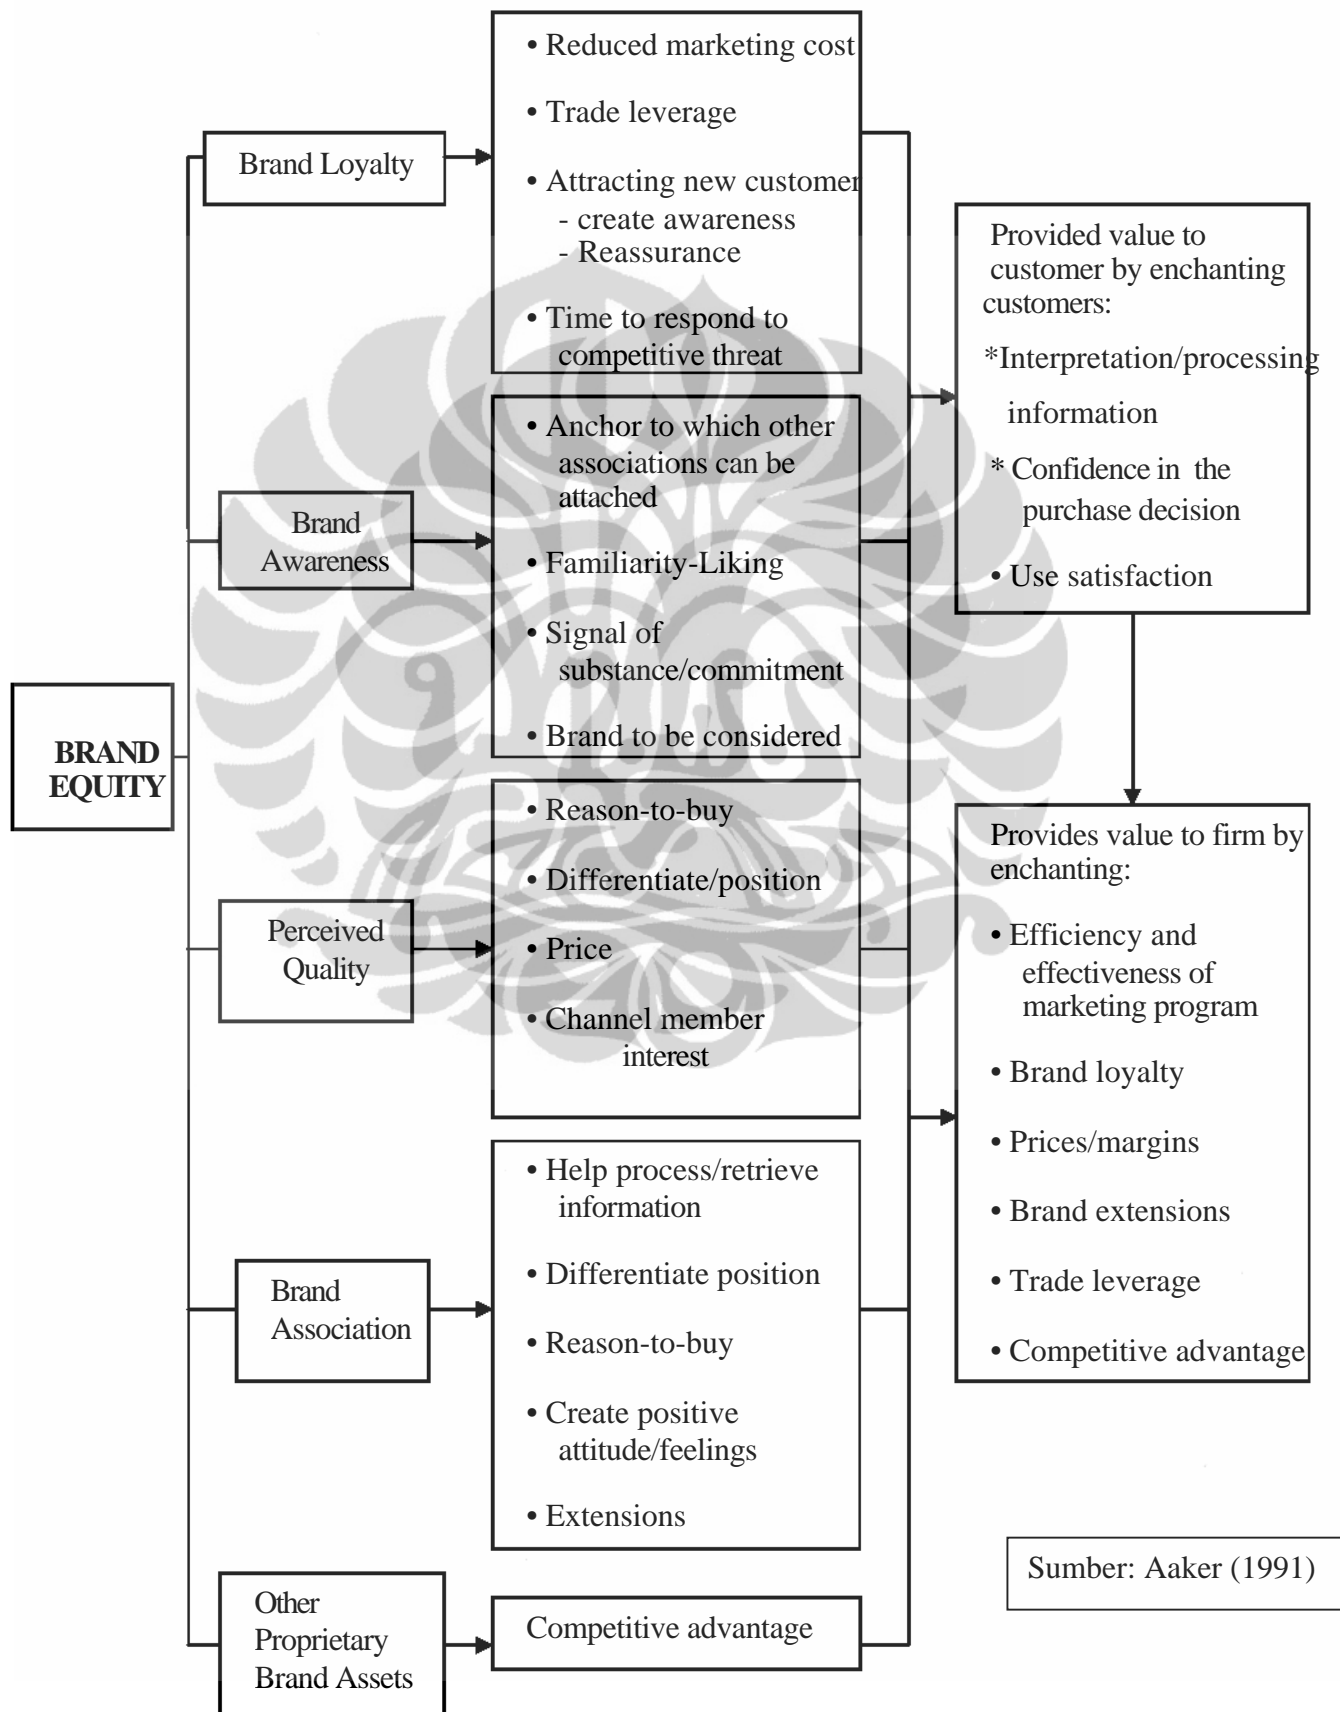 BRAND
EQUITY
Brand Loyalty
• Reduced marketing cost
• Trade leverage
• Attracting new customer
- create awareness
- Reassurance
• Time to respond to
competitive threat
Brand
Awareness
• Anchor to which other
associations can be
attached
• Familiarity-Liking
• Signal of
substance/commitment
• Brand to be considered
Perceived
Quality
• Reason-to-buy
• Differentiate/position
• Price
• Channel member
interest
Brand
Association
• Help process/retrieve
information
• Differentiate position
• Reason-to-buy
• Create positive
attitude/feelings
• Extensions
Other
Proprietary
Brand Assets
Competitive advantage
Provided value to
customer by enchanting
customers:
*Interpretation/processing
information
* Confidence in the
purchase decision
• Use satisfaction
Provides value to firm by
enchanting:
• Efficiency and
effectiveness of
marketing program
• Brand loyalty
• Prices/margins
• Brand extensions
• Trade leverage
• Competitive advantage
Sumber: Aaker (1991)